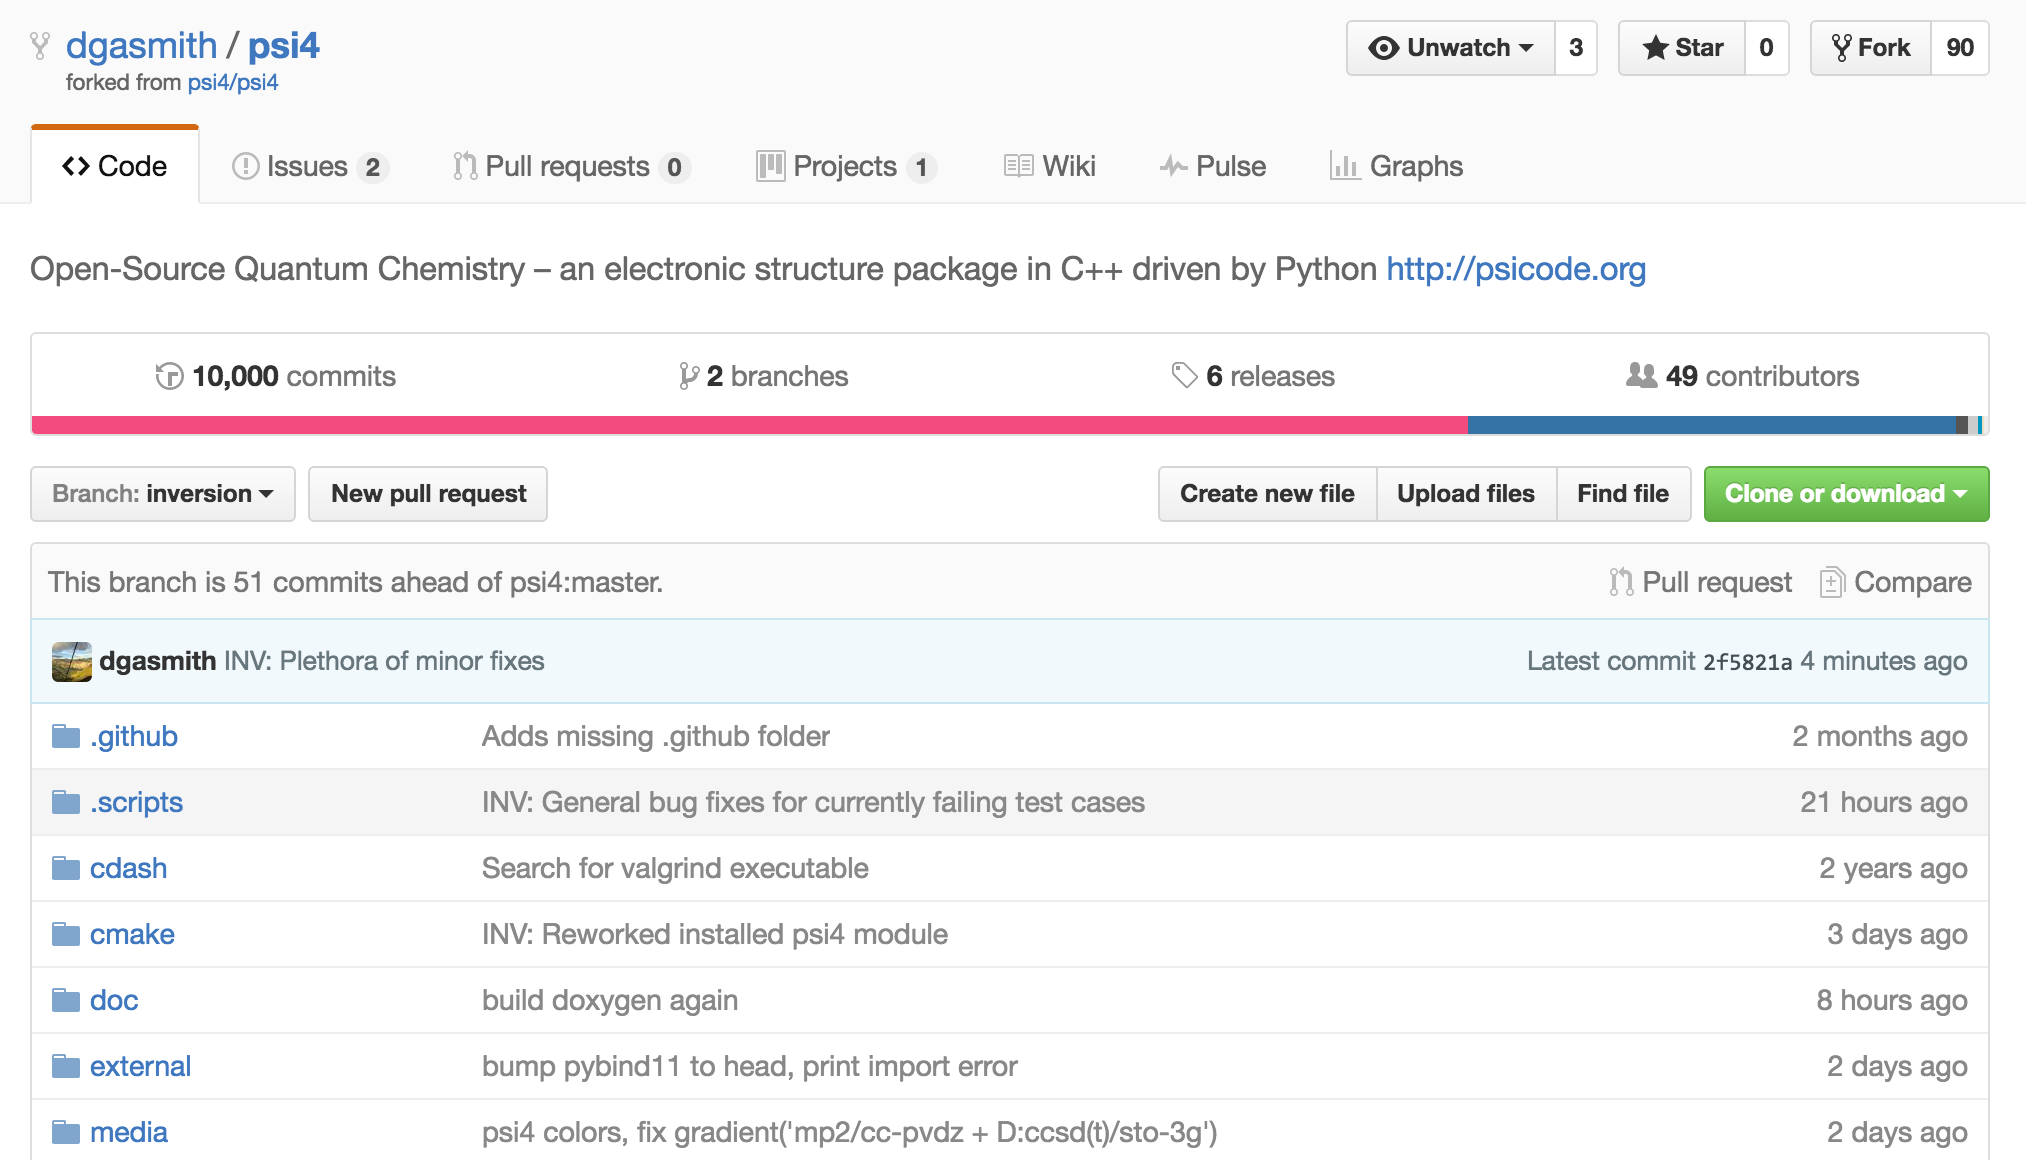 dgasmith / psi4
forked from psi4/psi4
Unwatch 3
Star 0
Fork 90
Code
Issues 2
Pull requests 0
Projects 1
Wiki
Pulse
Graphs
Open-Source Quantum Chemistry – an electronic structure package in C++ driven by Python http://psicode.org
10,000 commits
2 branches
6 releases
49 contributors
Branch: inversion
New pull request
Create new file
Upload files
Find file
Clone or download
This branch is 51 commits ahead of psi4:master.
Pull request
Compare
dgasmith INV: Plethora of minor fixes
Latest commit 2f5821a 4 minutes ago
.github Adds missing .github folder 2 months ago
.scripts INV: General bug fixes for currently failing test cases 21 hours ago
cdash Search for valgrind executable 2 years ago
cmake INV: Reworked installed psi4 module 3 days ago
doc build doxygen again 8 hours ago
external bump pybind11 to head, print import error 2 days ago
media psi4 colors, fix gradient('mp2/cc-pvdz + D:ccsd(t)/sto-3g') 2 days ago